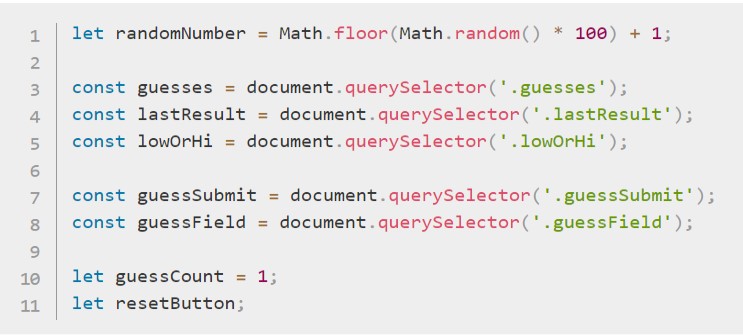 1 let randomNumber = Math.floor(Math.random() * 100) + 1;
2
3 const guesses = document.querySelector('.guesses');
4 const lastResult = document.querySelector('.lastResult');
5 const lowOrHi = document.querySelector('.lowOrHi');
6
7 const guessSubmit = document.querySelector('.guessSubmit');
8 const guessField = document.querySelector('.guessField');
9
10 let guessCount = 1;
11 let resetButton;